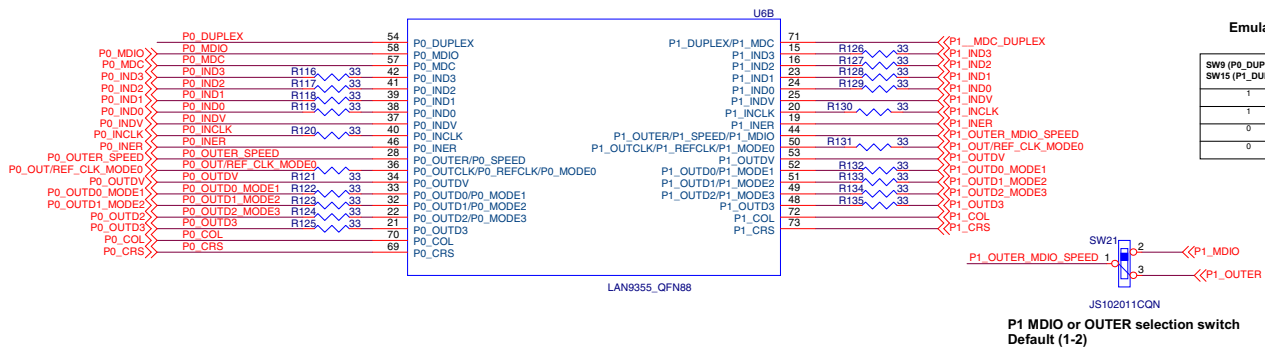 U6B
P0_DUPLEX 54 P0_DUPLEX
P0_MDIO P0_MDIO 58 P0_MDIO
P0_MDC P0_MDC 57 P0_MDC
P0_IND3 P0_IND3 R116 33 42 P0_IND3
P0_IND2 P0_IND2 R117 33 41 P0_IND2
P0_IND1 P0_IND1 R118 33 39 P0_IND1
P0_IND0 P0_IND0 R119 33 38 P0_IND0
P0_INDV P0_INDV 37 P0_INDV
P0_INCLK P0_INCLK R120 33 40 P0_INCLK
P0_INER P0_INER 46 P0_INER
P0_OUTER_SPEED P0_OUTER_SPEED 28 P0_OUTER/P0_SPEED
P0_OUT/REF_CLK_MODE0 P0_OUT/REF_CLK_MODE0 36 P0_OUTCLK/P0_REFCLK/P0_MODE0
P0_OUTDV P0_OUTDV R121 33 34 P0_OUTDV
P0_OUTD0_MODE1 P0_OUTD0_MODE1 R122 33 33 P0_OUTD0/P0_MODE1
P0_OUTD1_MODE2 P0_OUTD1_MODE2 R123 33 32 P0_OUTD1/P0_MODE2
P0_OUTD2 P0_OUTD2_MODE3 R124 33 22 P0_OUTD2/P0_MODE3
P0_OUTD3 P0_OUTD3 R125 33 21 P0_OUTD3
P0_COL P0_COL 70 P0_COL
P0_CRS P0_CRS 69 P0_CRS
P1_DUPLEX/P1_MDC 71 P1__MDC_DUPLEX
P1_IND3 15 R126 33 P1_IND3
P1_IND2 16 R127 33 P1_IND2
P1_IND1 23 R128 33 P1_IND1
P1_IND0 24 R129 33 P1_IND0
P1_INDV 25 P1_INDV
P1_INCLK 20 R130 33 P1_INCLK
P1_INER 19 P1_INER
P1_OUTER/P1_SPEED/P1_MDIO 44 P1_OUTER_MDIO_SPEED
P1_OUTCLK/P1_REFCLK/P1_MODE0 50 R131 33 P1_OUT/REF_CLK_MODE0
P1_OUTDV 53 P1_OUTDV
P1_OUTD0/P1_MODE1 52 R132 33 P1_OUTD0_MODE1
P1_OUTD1/P1_MODE2 51 R133 33 P1_OUTD1_MODE2
P1_OUTD2/P1_MODE3 49 R134 33 P1_OUTD2_MODE3
P1_OUTD3 48 R135 33 P1_OUTD3
P1_COL 72 P1_COL
P1_CRS 73 P1_CRS
LAN9355_QFN88
Emula
SW9 (P0_DUP
SW15 (P1_DU
1
1
0
0
SW21
P1_OUTER_MDIO_SPEED 1
2 P1_MDIO
3 P1_OUTER
JS102011CQN
P1 MDIO or OUTER selection switch
Default (1-2)